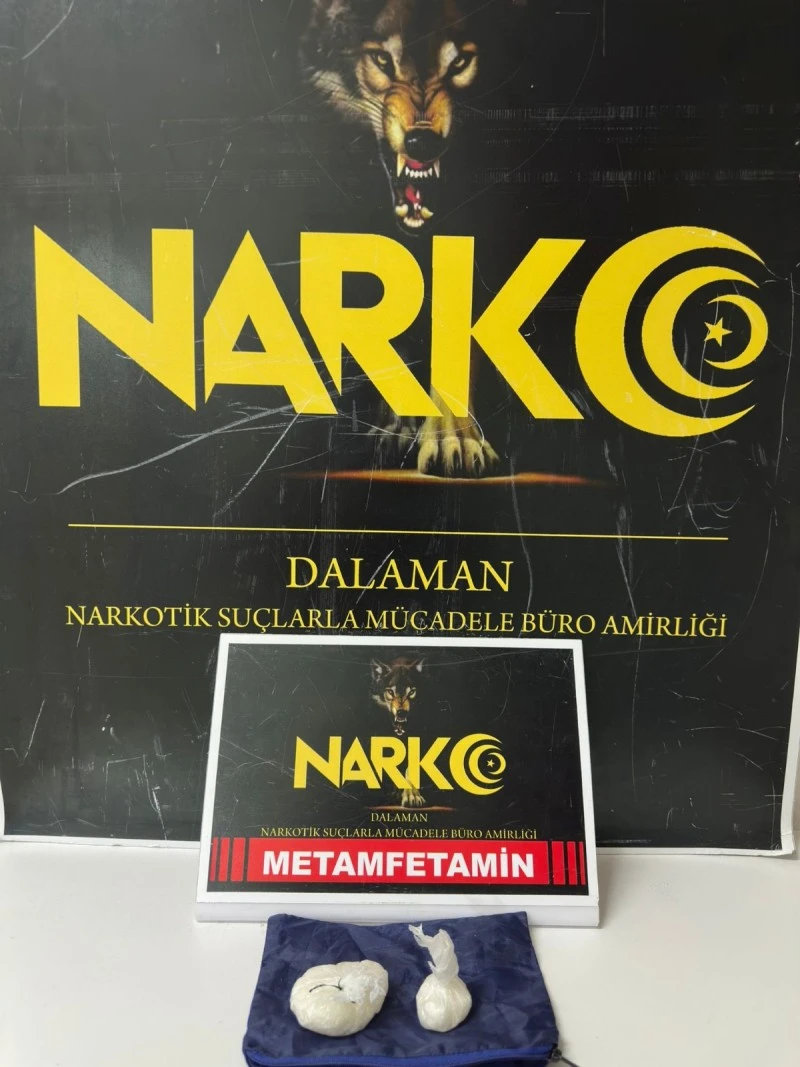 NARKO
DALAMAN
NARKOTİK SUÇLARLA MÜCADELE BÜRO AMİRLİĞİ
NARKO
DALAMAN
NARKOTİK SUÇLARLA MÜCADELE BÜRO AMİRLİĞİ
METAMFETAMİN